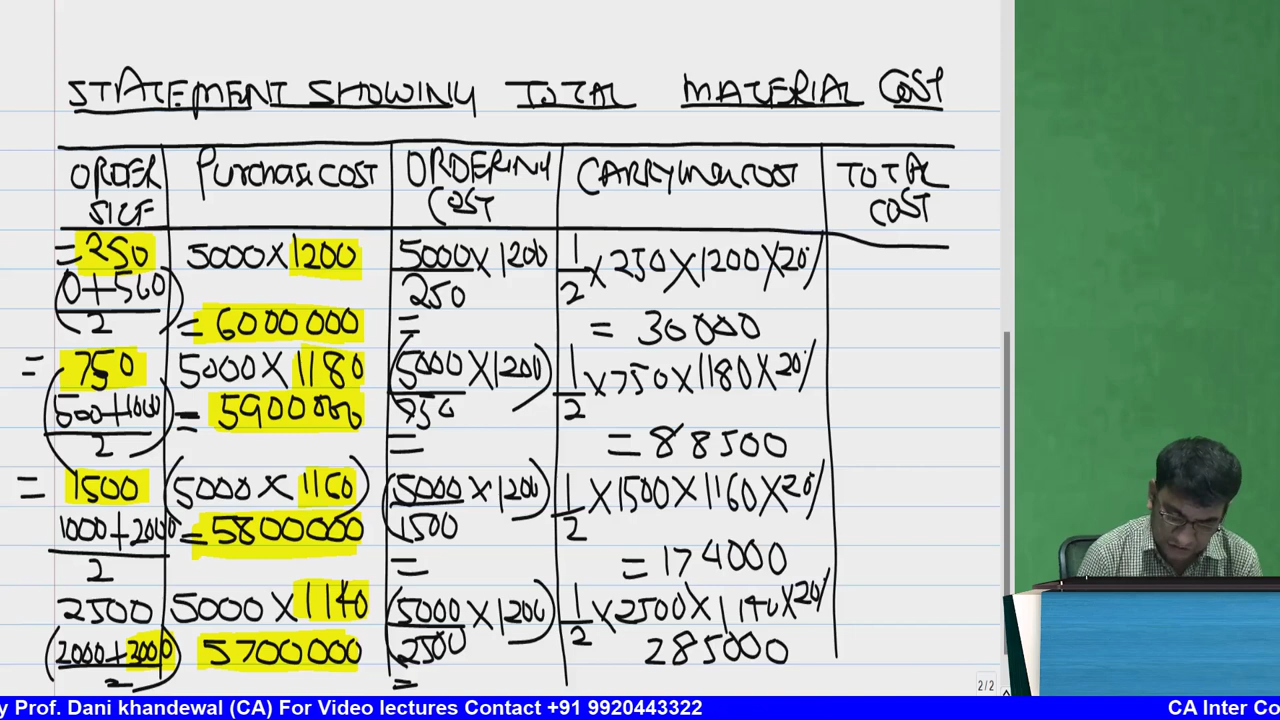 STATEMENT SHOWING TOTAL MATERIAL COST
ORDER SIZE
PURCHASE COST
ORDERING COST
CARRYING COST
TOTAL COST
= 250
(0+500)/2
5000×1200
= 6000000
5000/250 × 1200
=
1/2 × 250 × 1200 × 20%
= 30000
= 750
(500+1000)/2
5000 × 1180
= 5900000
(5000/750 × 1200)
=
1/2 × 750 × 1180 × 20%
= 88500
= 1500
1000+2000/2
(5000 × 1160)
= 5800000
(5000/1500 × 1200)
=
1/2 × 1500 × 1160 × 20%
= 174000
2500
(2000+3000/2)
5000 × 1140
5700000
(5000/2500 × 1200)
=
1/2 × 2500 × 1140 × 20%
285000
2/2
y Prof. Dani khandewal (CA) For Video lectures Contact +91 9920443322
CA Inter Co